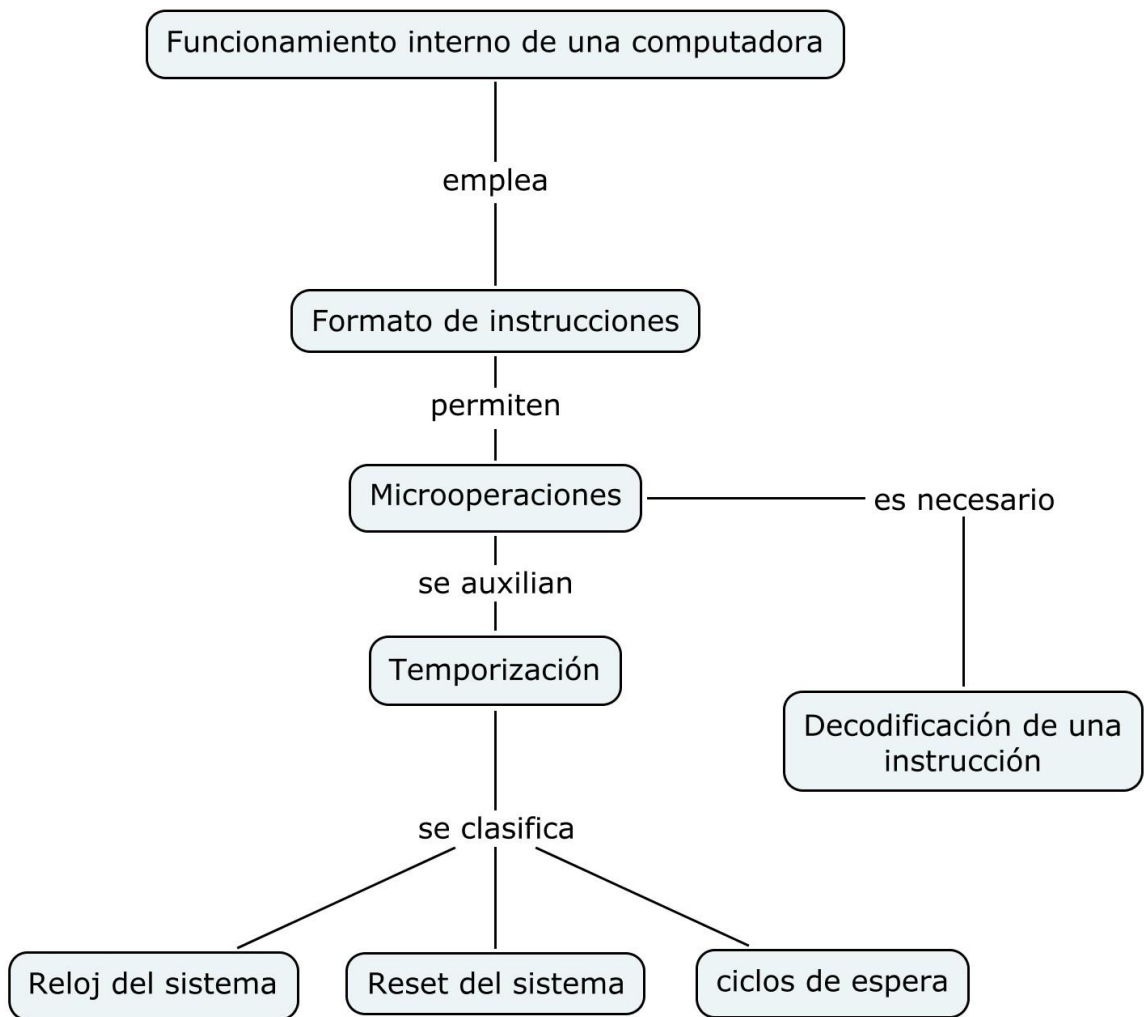 Funcionamiento interno de una computadora
emplea
Formato de instrucciones
permiten
Microoperaciones
es necesario
se auxilian
Temporización
Decodificación de una
instrucción
se clasifica
Reloj del sistema
Reset del sistema
ciclos de espera